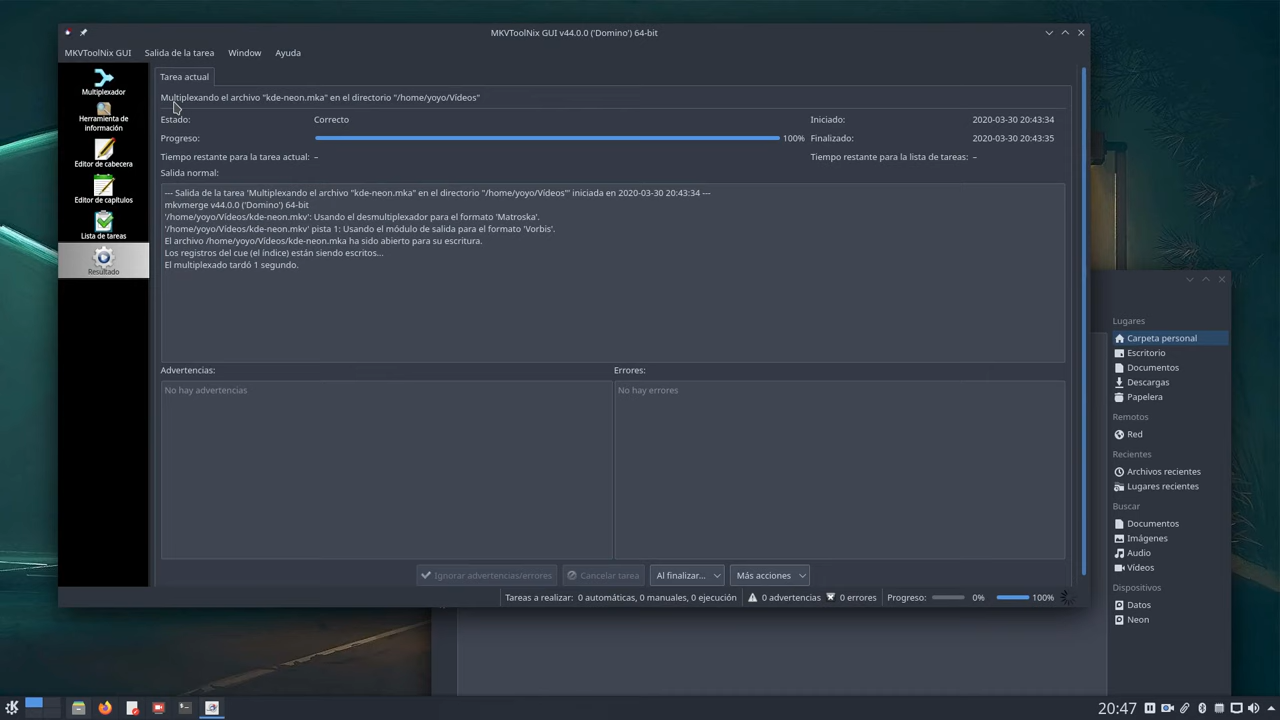 MKVToolNix GUI v44.0.0 ('Domino') 64-bit
MKVToolNix GUI Salida de la tarea Window Ayuda
Multiplexador
Herramienta de
información
Editor de cabecera
Editor de capítulos
Lista de tareas
Resultado
Tarea actual
Multiplexando el archivo "kde-neon.mka" en el directorio "/home/yoyo/Vídeos"
Estado: Correcto Iniciado: 2020-03-30 20:43:34
Progreso: 100% Finalizado: 2020-03-30 20:43:35
Tiempo restante para la tarea actual: – Tiempo restante para la lista de tareas: –
Salida normal:
--- Salida de la tarea 'Multiplexando el archivo "kde-neon.mka" en el directorio "/home/yoyo/Vídeos"' iniciada en 2020-03-30 20:43:34 ---
mkvmerge v44.0.0 ('Domino') 64-bit
'/home/yoyo/Vídeos/kde-neon.mkv': Usando el desmultiplexador para el formato 'Matroska'.
'/home/yoyo/Vídeos/kde-neon.mkv' pista 1: Usando el módulo de salida para el formato 'Vorbis'.
El archivo /home/yoyo/Vídeos/kde-neon.mka ha sido abierto para su escritura.
Los registros del cue (el índice) están siendo escritos...
El multiplexado tardó 1 segundo.
Advertencias: Errores:
No hay advertencias No hay errores
Ignorar advertencias/errores Cancelar tarea Al finalizar... Más acciones
Tareas a realizar: 0 automáticas, 0 manuales, 0 ejecución 0 advertencias 0 errores Progreso: 0% 100%
Lugares
Carpeta personal
Escritorio
Documentos
Descargas
Papelera
Remotos
Red
Recientes
Archivos recientes
Lugares recientes
Buscar
Documentos
Imágenes
Audio
Vídeos
Dispositivos
Datos
Neon
20:47